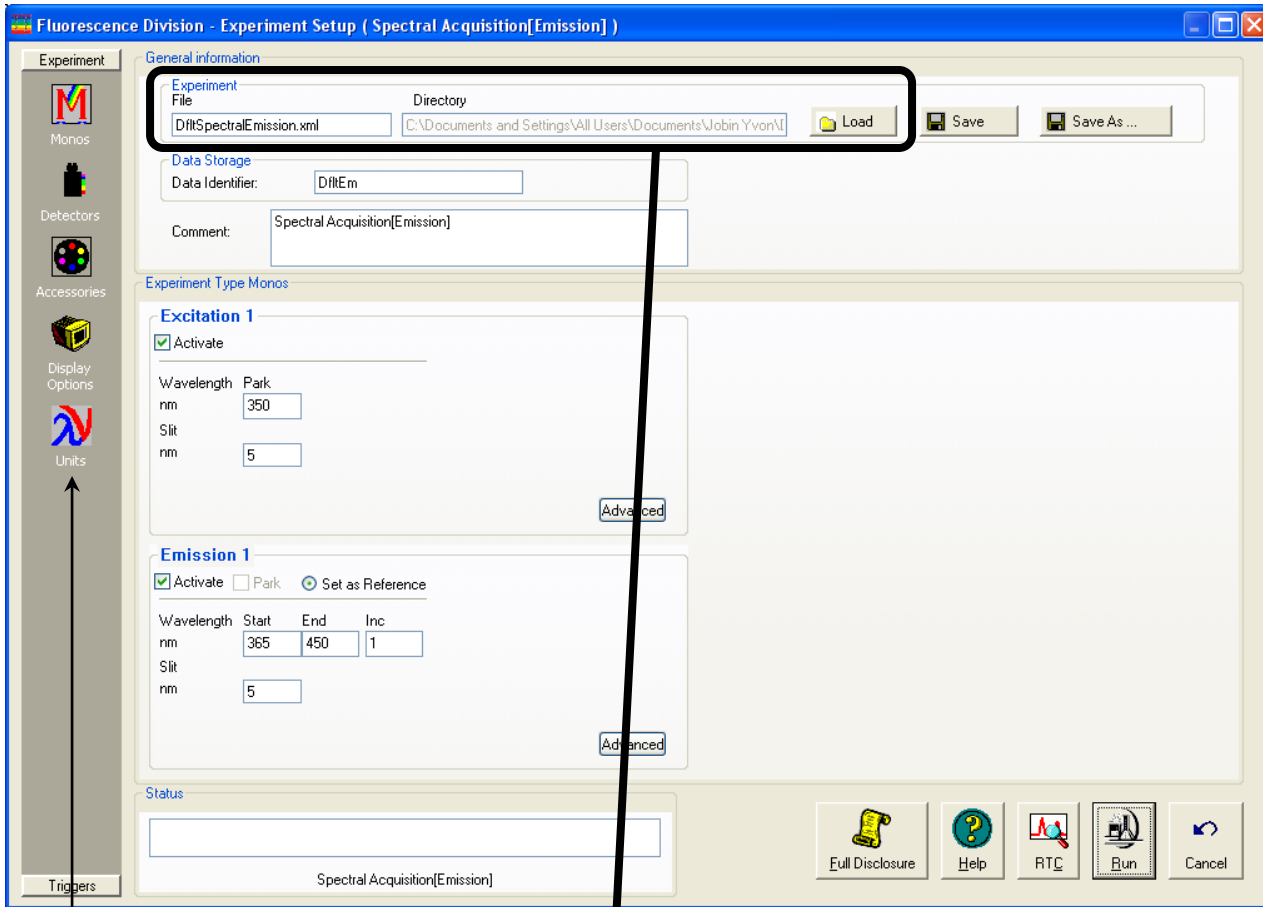 Fluorescence Division - Experiment Setup ( Spectral Acquisition[Emission] )
Experiment
Monos
Detectors
Accessories
Display
Options
Units
Triggers
General information
Experiment
File Directory
DfltSpectralEmission.xml C:\Documents and Settings\All Users\Documents\Jobin Yvon\D Load Save Save As ...
Data Storage
Data Identifier: DfltEm
Comment: Spectral Acquisition[Emission]
Experiment Type Monos
Excitation 1
Activate
Wavelength Park
nm 350
Slit
nm 5
Advanced
Emission 1
Activate Park Set as Reference
Wavelength Start End Inc
nm 365 450 1
Slit
nm 5
Advanced
Status
Spectral Acquisition[Emission]
Full Disclosure Help RTC Run Cancel